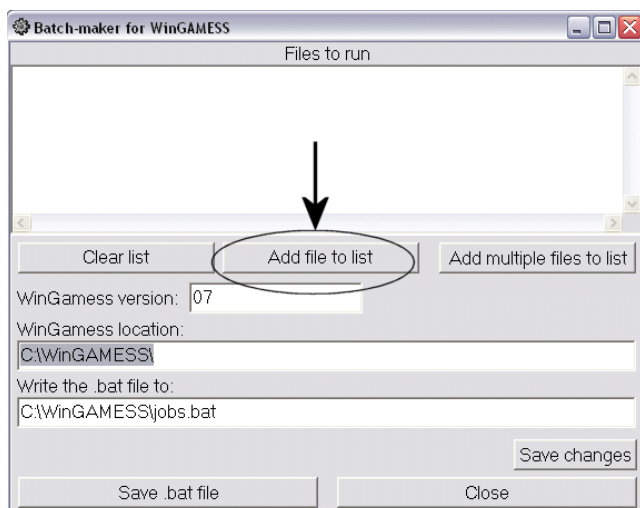 Batch-maker for WinGAMESS
Files to run
Clear list Add file to list Add multiple files to list
WinGamess version: 07
WinGamess location:
C:\WinGAMESS\
Write the .bat file to:
C:\WinGAMESS\jobs.bat
Save changes
Save .bat file Close